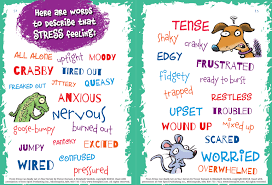 Here are words
to describe that
STRESS feeling!
ALL ALONE uptight MOODY
CRABBY TIRED OUT
FREAKED OUT JITTERY QUEASY
ANXIOUS
nervous
goose-bumpy burned out
JUMPY PANICKY EXCITED
WIRED confused
pressured
TENSE
shaky cranky
EDGY FRUSTRATED
Fidgety ready to burst
trapped RESTLESS
UPSET TROUBLED
WOUND UP mixed up
SCARED
WORRIED
OVERWHELMED